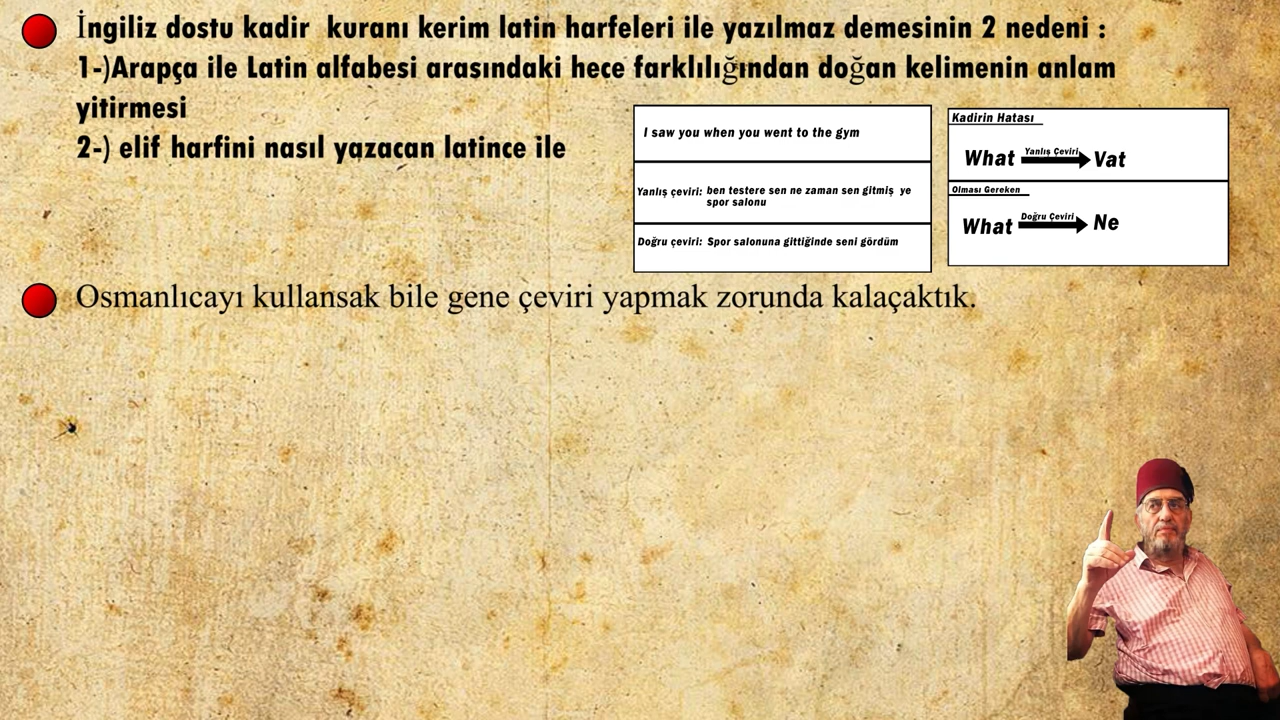 İngiliz dostu kadir kuranı kerim latin harfeleri ile yazılmaz demesinin 2 nedeni :
1-)Arapça ile Latin alfabesi arasındaki hece farklılığından doğan kelimenin anlam
yitirmesi
2-) elif harfini nasıl yazacan latince ile
I saw you when you went to the gym
Yanlış çeviri: ben testere sen ne zaman sen gitmiş ye
spor salonu
Doğru çeviri: Spor salonuna gittiğinde seni gördüm
Kadirin Hatası
What Yanlış Çeviri Vat
Olması Gereken
What Doğru Çeviri Ne
Osmanlıcayı kullansak bile gene çeviri yapmak zorunda kalaçaktık.